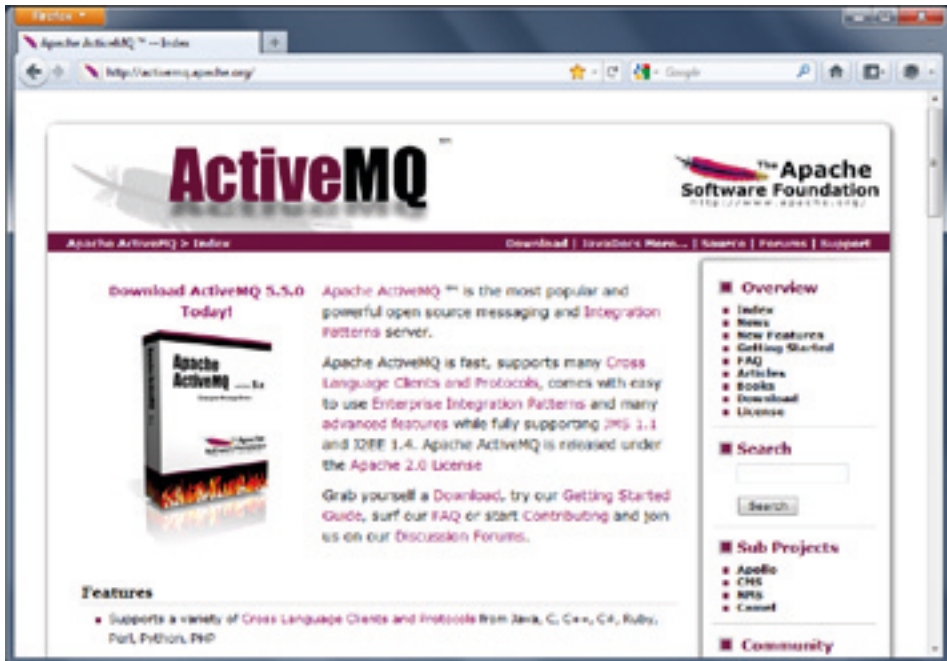 Firefox
Apache ActiveMQ ™ -- Index
http://activemq.apache.org/
Google
ActiveMQ™
The Apache
Software Foundation
http://www.apache.org/
Apache ActiveMQ > Index
Download | JavaDocs More... | Source | Forums | Support
Download ActiveMQ 5.5.0
Today!
Apache
ActiveMQ
Apache ActiveMQ ™ is the most popular and
powerful open source messaging and Integration
Patterns server.
Apache ActiveMQ is fast, supports many Cross
Language Clients and Protocols, comes with easy
to use Enterprise Integration Patterns and many
advanced features while fully supporting JMS 1.1
and J2EE 1.4. Apache ActiveMQ is released under
the Apache 2.0 License
Grab yourself a Download, try our Getting Started
Guide, surf our FAQ or start Contributing and join
us on our Discussion Forums.
Features
Supports a variety of Cross Language Clients and Protocols from Java, C, C++, C#, Ruby,
Perl, Python, PHP
Overview
Index
News
New Features
Getting Started
FAQ
Articles
Books
Download
License
Search
Search
Sub Projects
Apollo
CMS
NMS
Camel
Community